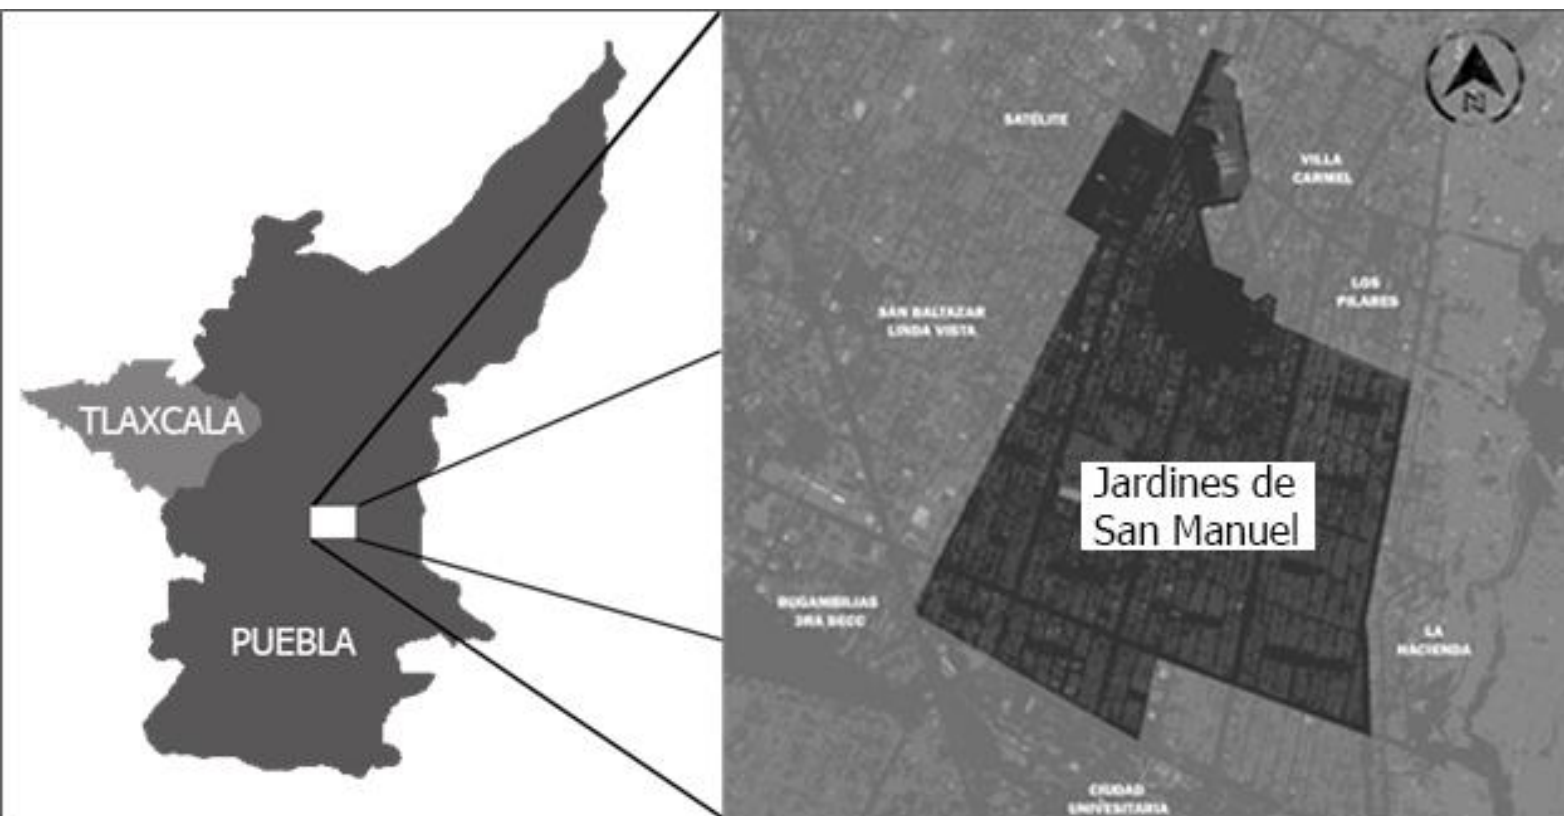 TLAXCALA
PUEBLA
SATÉLITE
VILLA
CARMEL
LOS
PILARES
SAN BALTAZAR
LINDA VISTA
Jardines de
San Manuel
BUGAMBILIAS
3RA SECC
LA
HACIENDA
CIUDAD
UNIVESITARIA
N